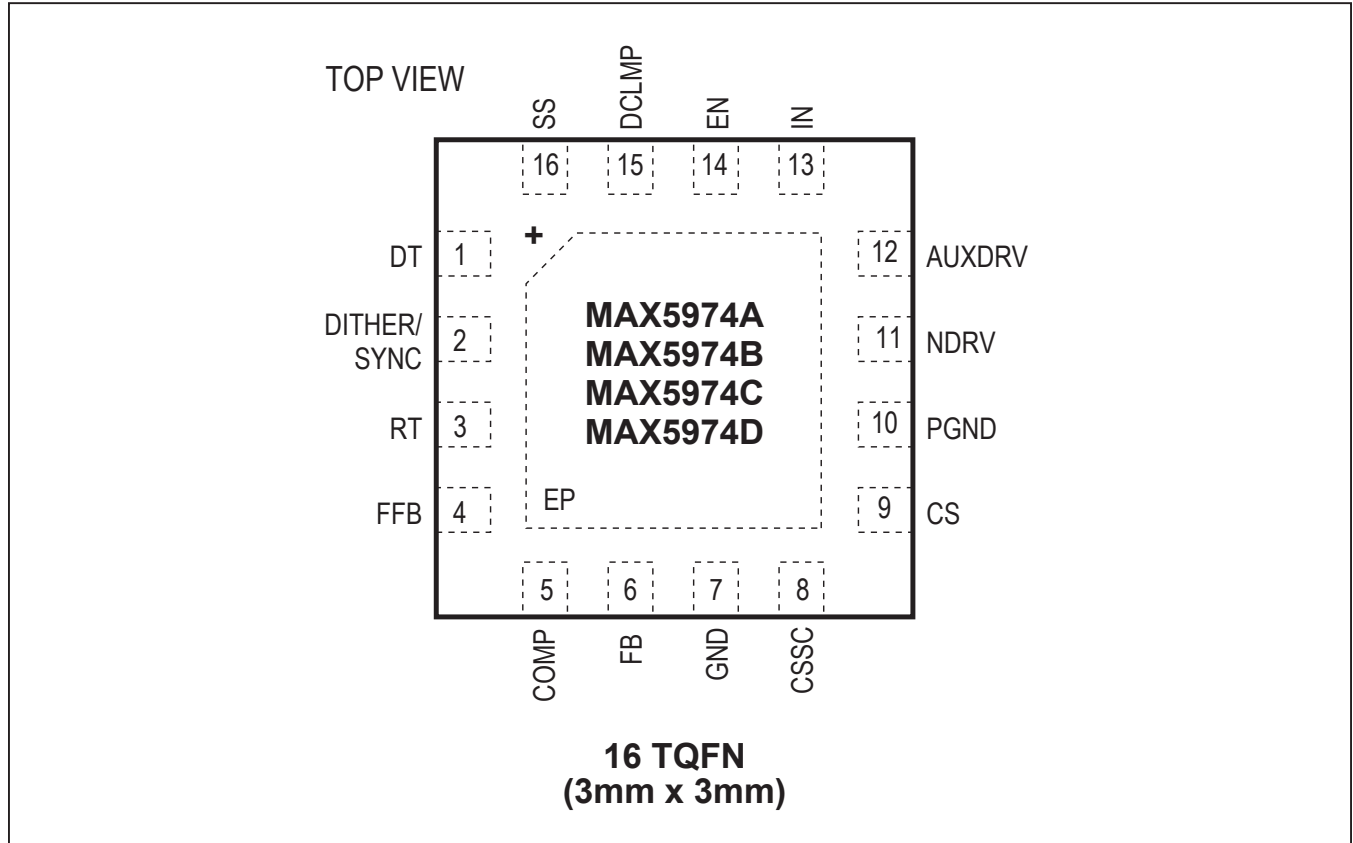 TOP VIEW
SS
DCLMP
EN
IN
16
15
14
13
+
DT
1
DITHER/
SYNC
2
RT
3
FFB
4
12
AUXDRV
11
NDRV
10
PGND
9
CS
MAX5974A
MAX5974B
MAX5974C
MAX5974D
EP
5
6
7
8
COMP
FB
GND
CSSC
16 TQFN
(3mm x 3mm)